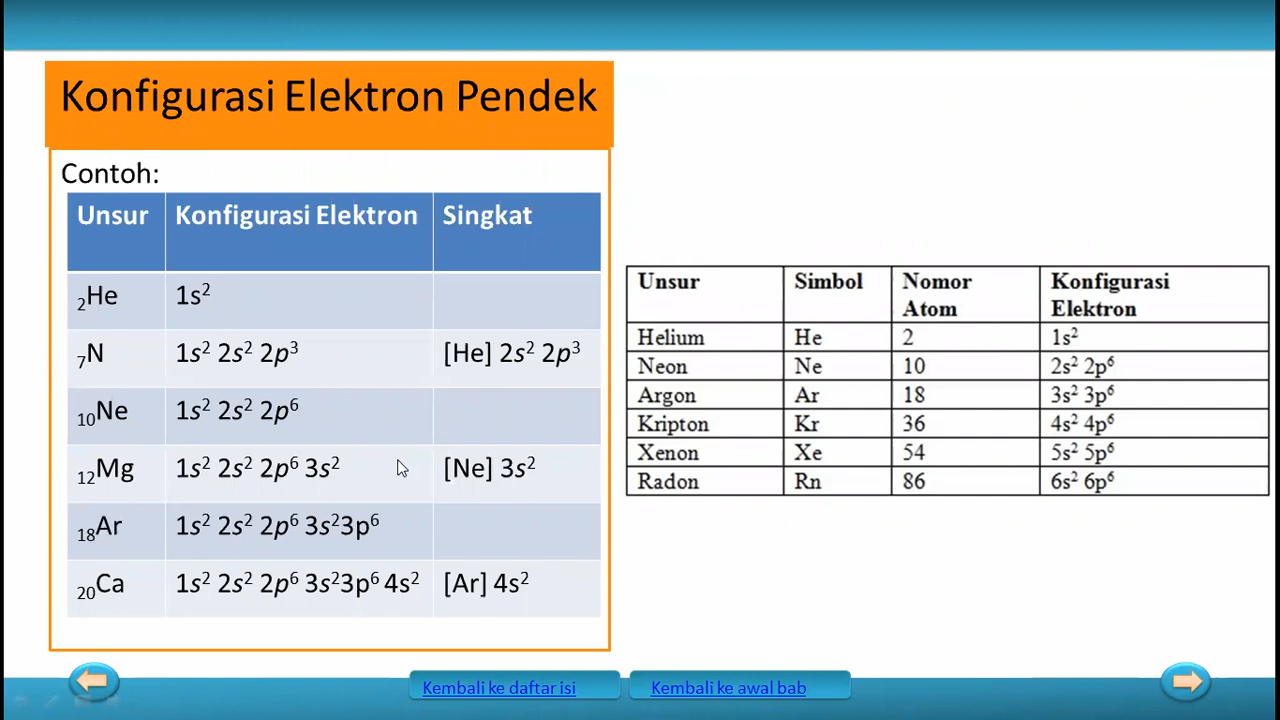 Konfigurasi Elektron Pendek
Contoh:
Unsur Konfigurasi Elektron Singkat
₂He 1s²
₇N 1s² 2s² 2p³ [He] 2s² 2p³
₁₀Ne 1s² 2s² 2p⁶
₁₂Mg 1s² 2s² 2p⁶ 3s² [Ne] 3s²
₁₈Ar 1s² 2s² 2p⁶ 3s²3p⁶
₂₀Ca 1s² 2s² 2p⁶ 3s²3p⁶ 4s² [Ar] 4s²
Unsur Simbol Nomor Atom Konfigurasi Elektron
Helium He 2 1s²
Neon Ne 10 2s² 2p⁶
Argon Ar 18 3s² 3p⁶
Kripton Kr 36 4s² 4p⁶
Xenon Xe 54 5s² 5p⁶
Radon Rn 86 6s² 6p⁶
Kembali ke daftar isi
Kembali ke awal bab